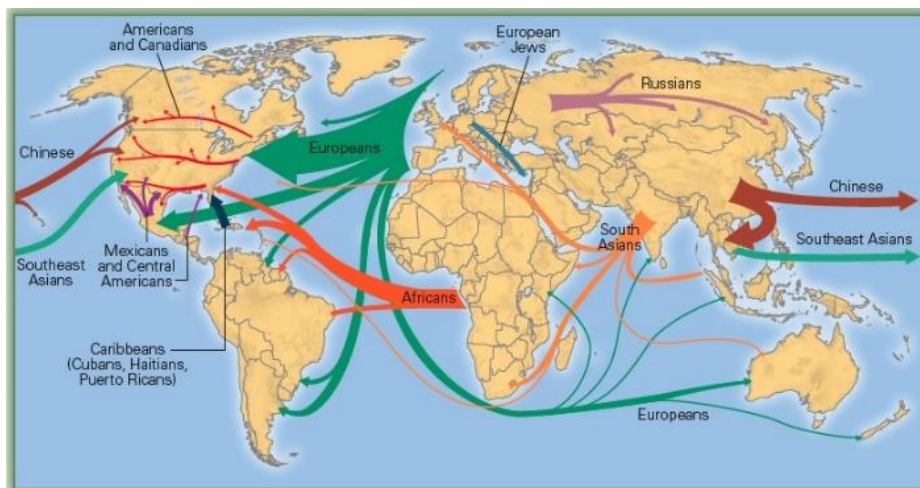 Americans
and Canadians
European
Jews
Russians
Chinese
Europeans
Chinese
South
Asians
Southeast Asians
Southeast
Asians
Mexicans
and Central
Americans
Africans
Caribbeans
(Cubans, Haitians,
Puerto Ricans)
Europeans